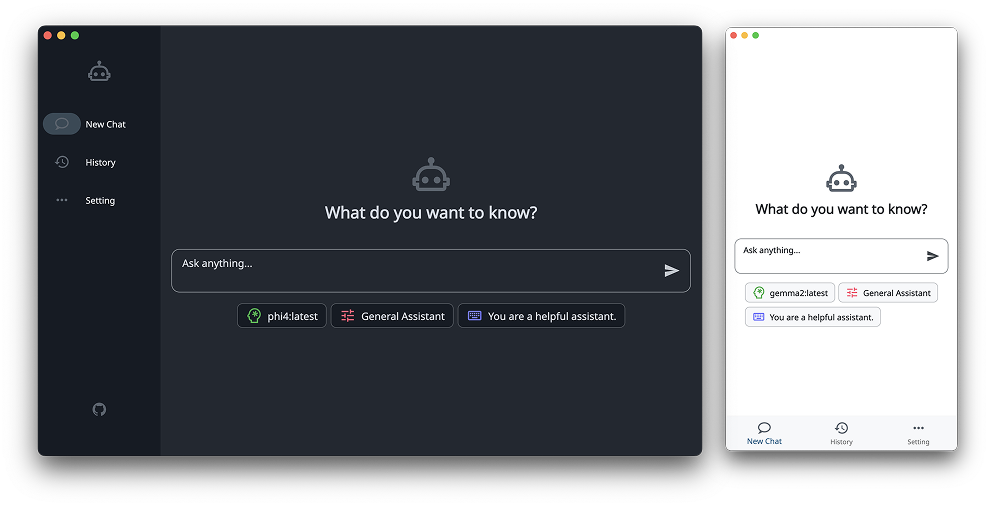 New Chat
History
Setting
What do you want to know?
Ask anything...
phi4:latest
General Assistant
You are a helpful assistant.
What do you want to know?
Ask anything...
gemma2:latest
General Assistant
You are a helpful assistant.
New Chat
History
Setting